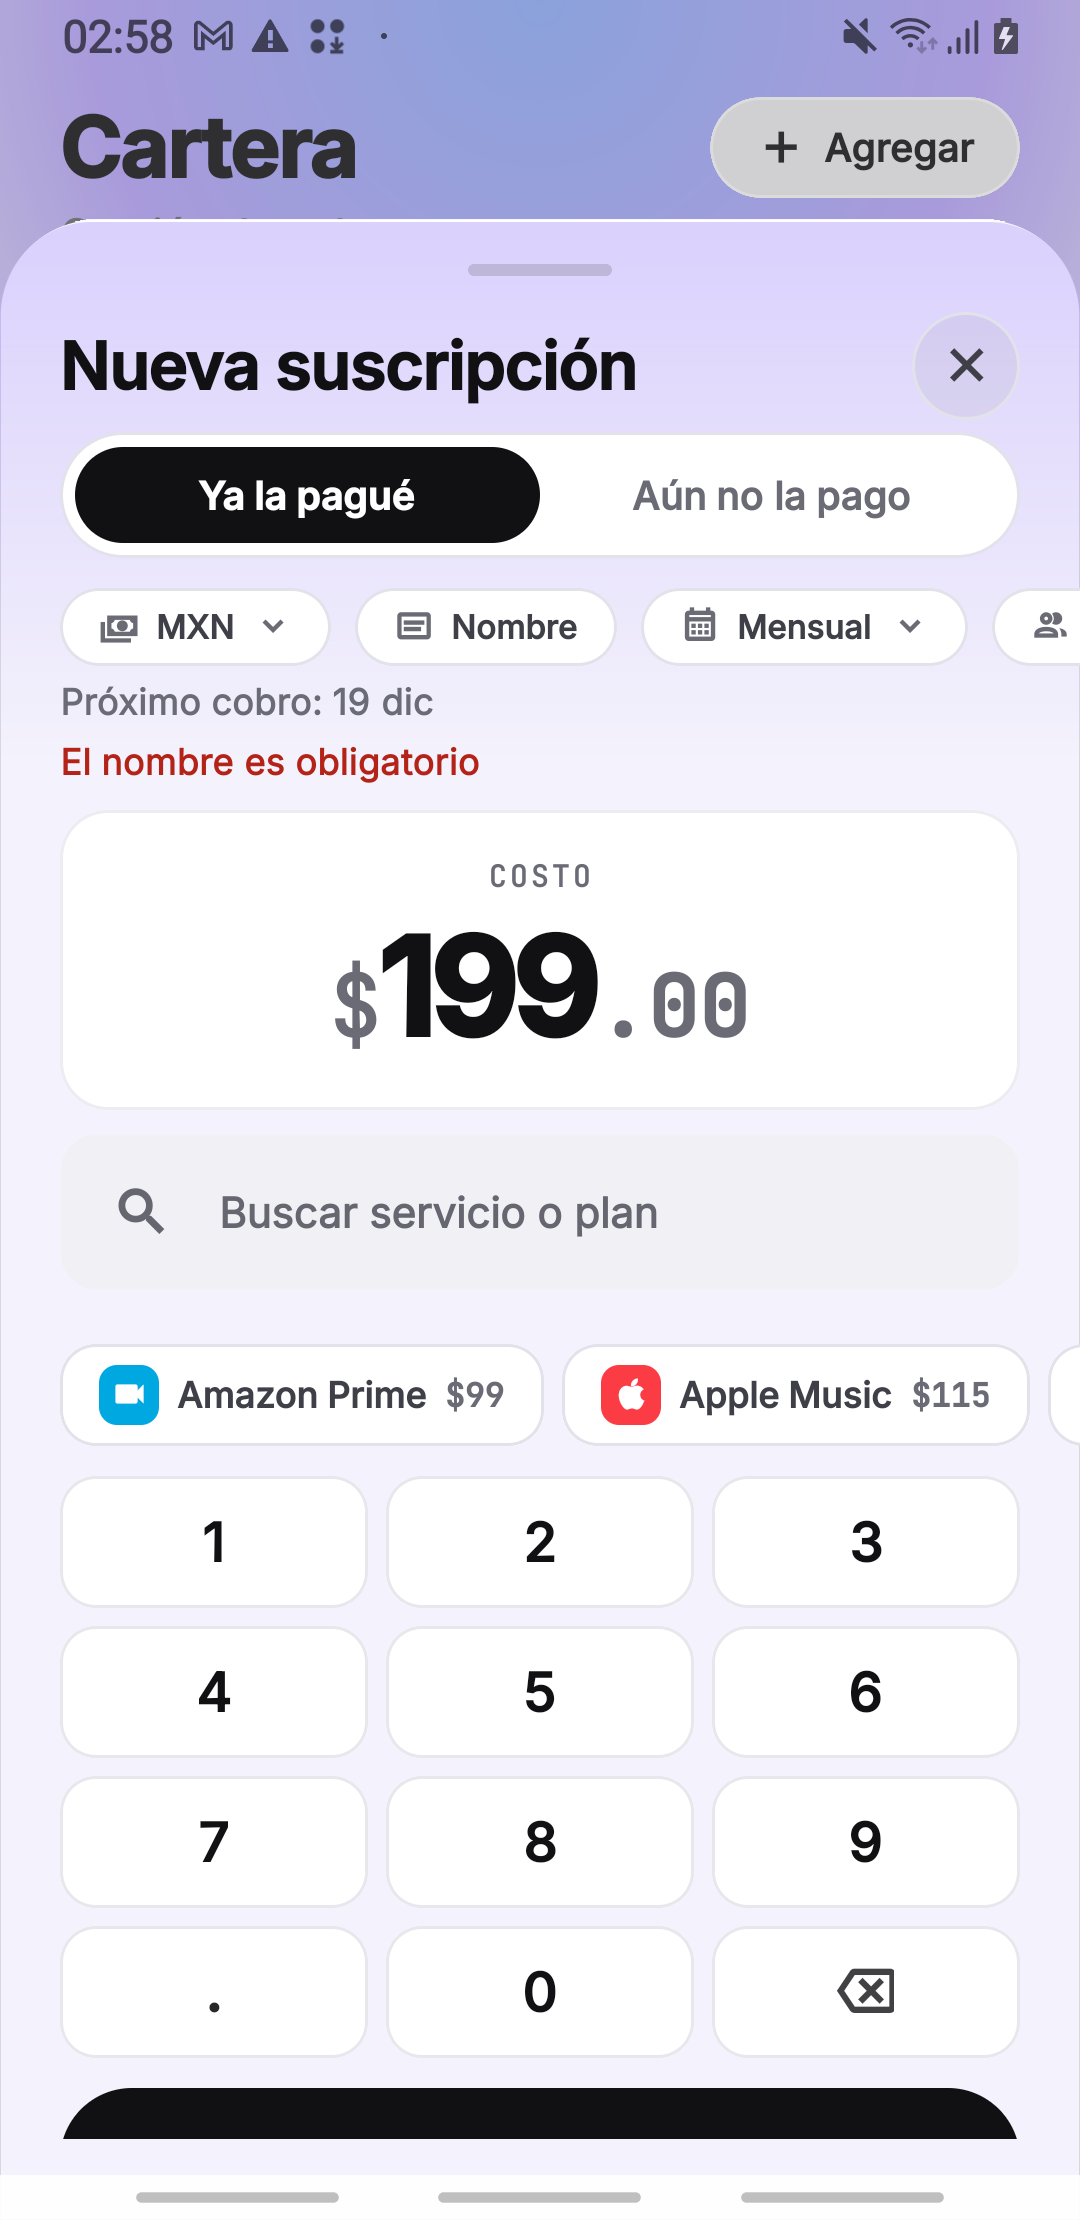 02:58
Cartera
+ Agregar
Nueva suscripción
Ya la pagué
Aún no la pago
MXN
Nombre
Mensual
Próximo cobro: 19 dic
El nombre es obligatorio
COSTO
$199.00
Buscar servicio o plan
Amazon Prime $99
Apple Music $115
1 2 3
4 5 6
7 8 9
. 0